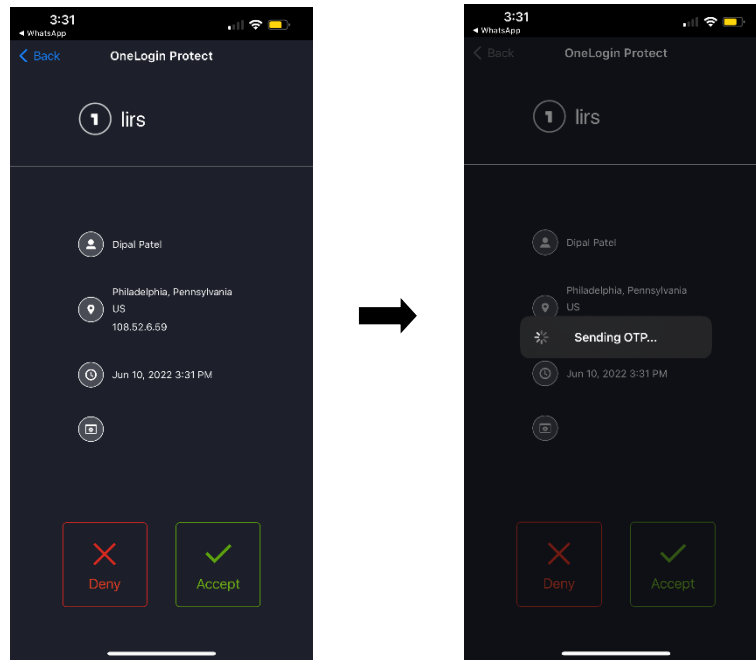 3:31
◀ WhatsApp
Back
OneLogin Protect
1 lirs
Dipal Patel
Philadelphia, Pennsylvania
US
108.52.6.59
Jun 10, 2022 3:31 PM
Deny
Accept
3:31
◀ WhatsApp
Back
OneLogin Protect
1 lirs
Dipal Patel
Philadelphia, Pennsylvania
US
Sending OTP...
Jun 10, 2022 3:31 PM
Deny
Accept